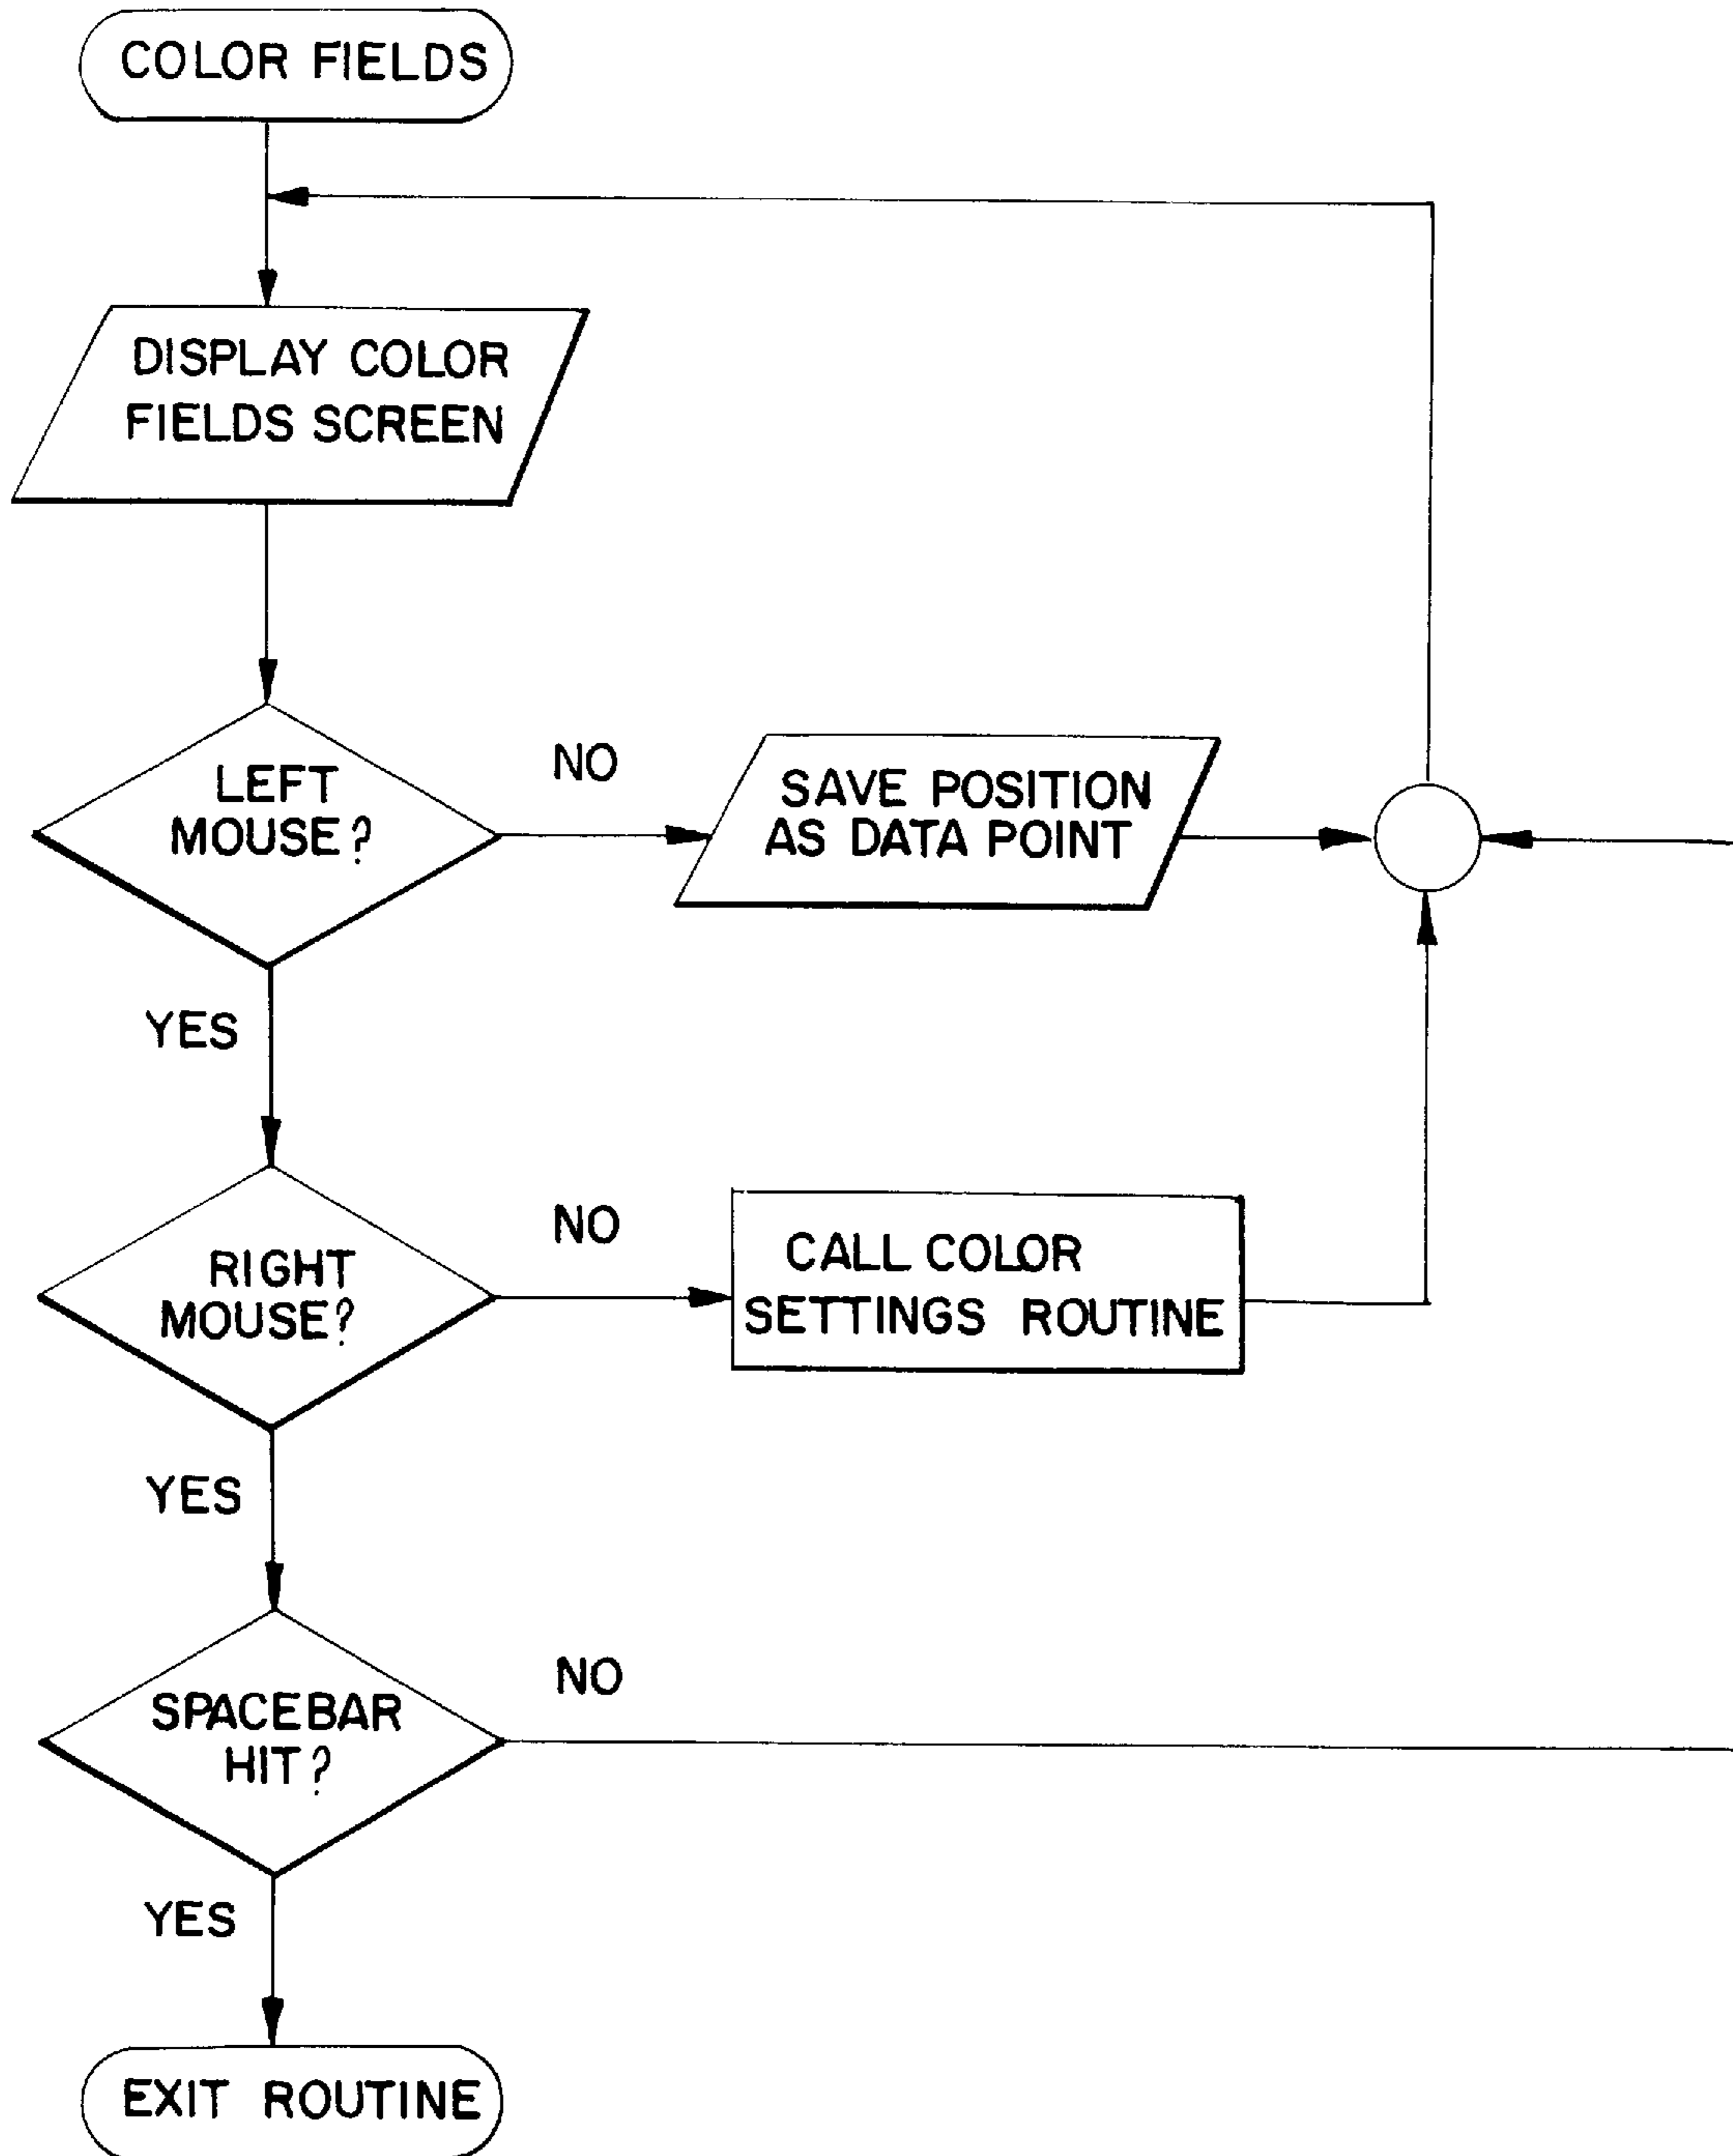 COLOR FIELDS
DISPLAY COLOR
FIELDS SCREEN
LEFT
MOUSE?
NO
SAVE POSITION
AS DATA POINT
YES
RIGHT
MOUSE?
NO
CALL COLOR
SETTINGS ROUTINE
YES
SPACEBAR
HIT?
NO
YES
EXIT ROUTINE